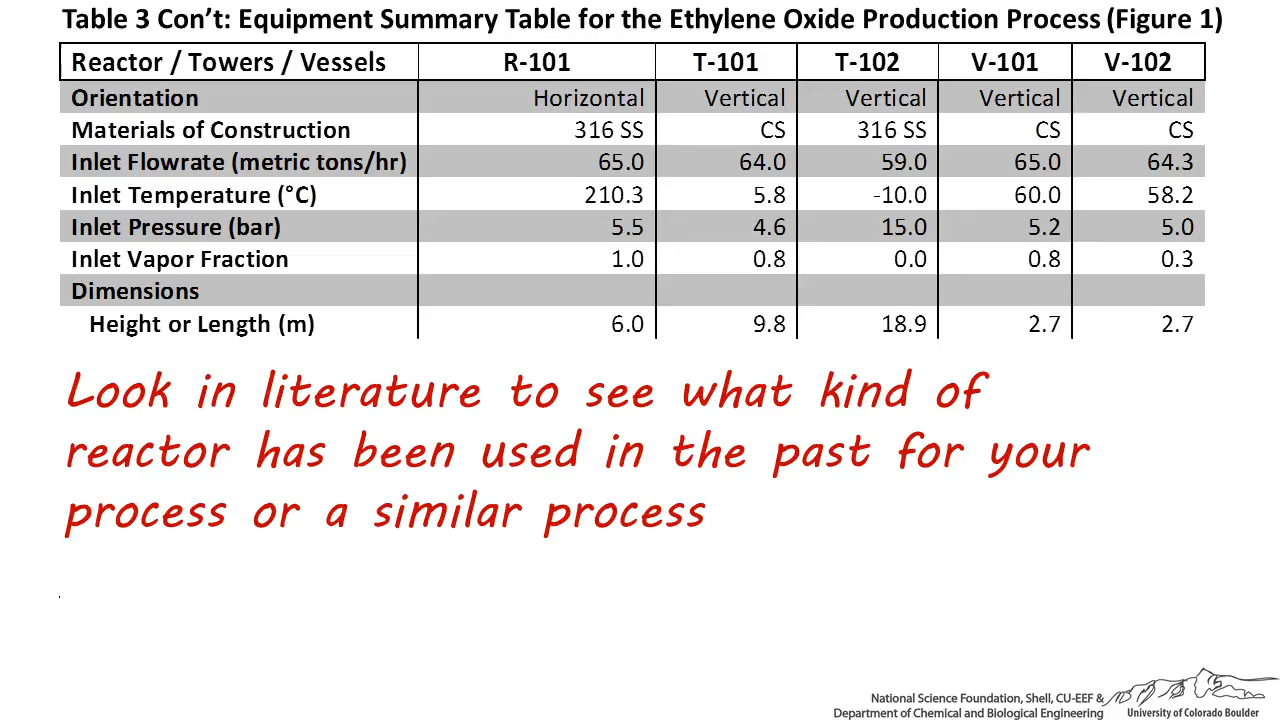 Table 3 Con’t: Equipment Summary Table for the Ethylene Oxide Production Process (Figure 1)
Reactor / Towers / Vessels R-101 T-101 T-102 V-101 V-102
Orientation Horizontal Vertical Vertical Vertical Vertical
Materials of Construction 316 SS CS 316 SS CS CS
Inlet Flowrate (metric tons/hr) 65.0 64.0 59.0 65.0 64.3
Inlet Temperature (°C) 210.3 5.8 -10.0 60.0 58.2
Inlet Pressure (bar) 5.5 4.6 15.0 5.2 5.0
Inlet Vapor Fraction 1.0 0.8 0.0 0.8 0.3
Dimensions
Height or Length (m) 6.0 9.8 18.9 2.7 2.7
Look in literature to see what kind of
reactor has been used in the past for your
process or a similar process
National Science Foundation, Shell, CU-EEF &
Department of Chemical and Biological Engineering
University of Colorado Boulder